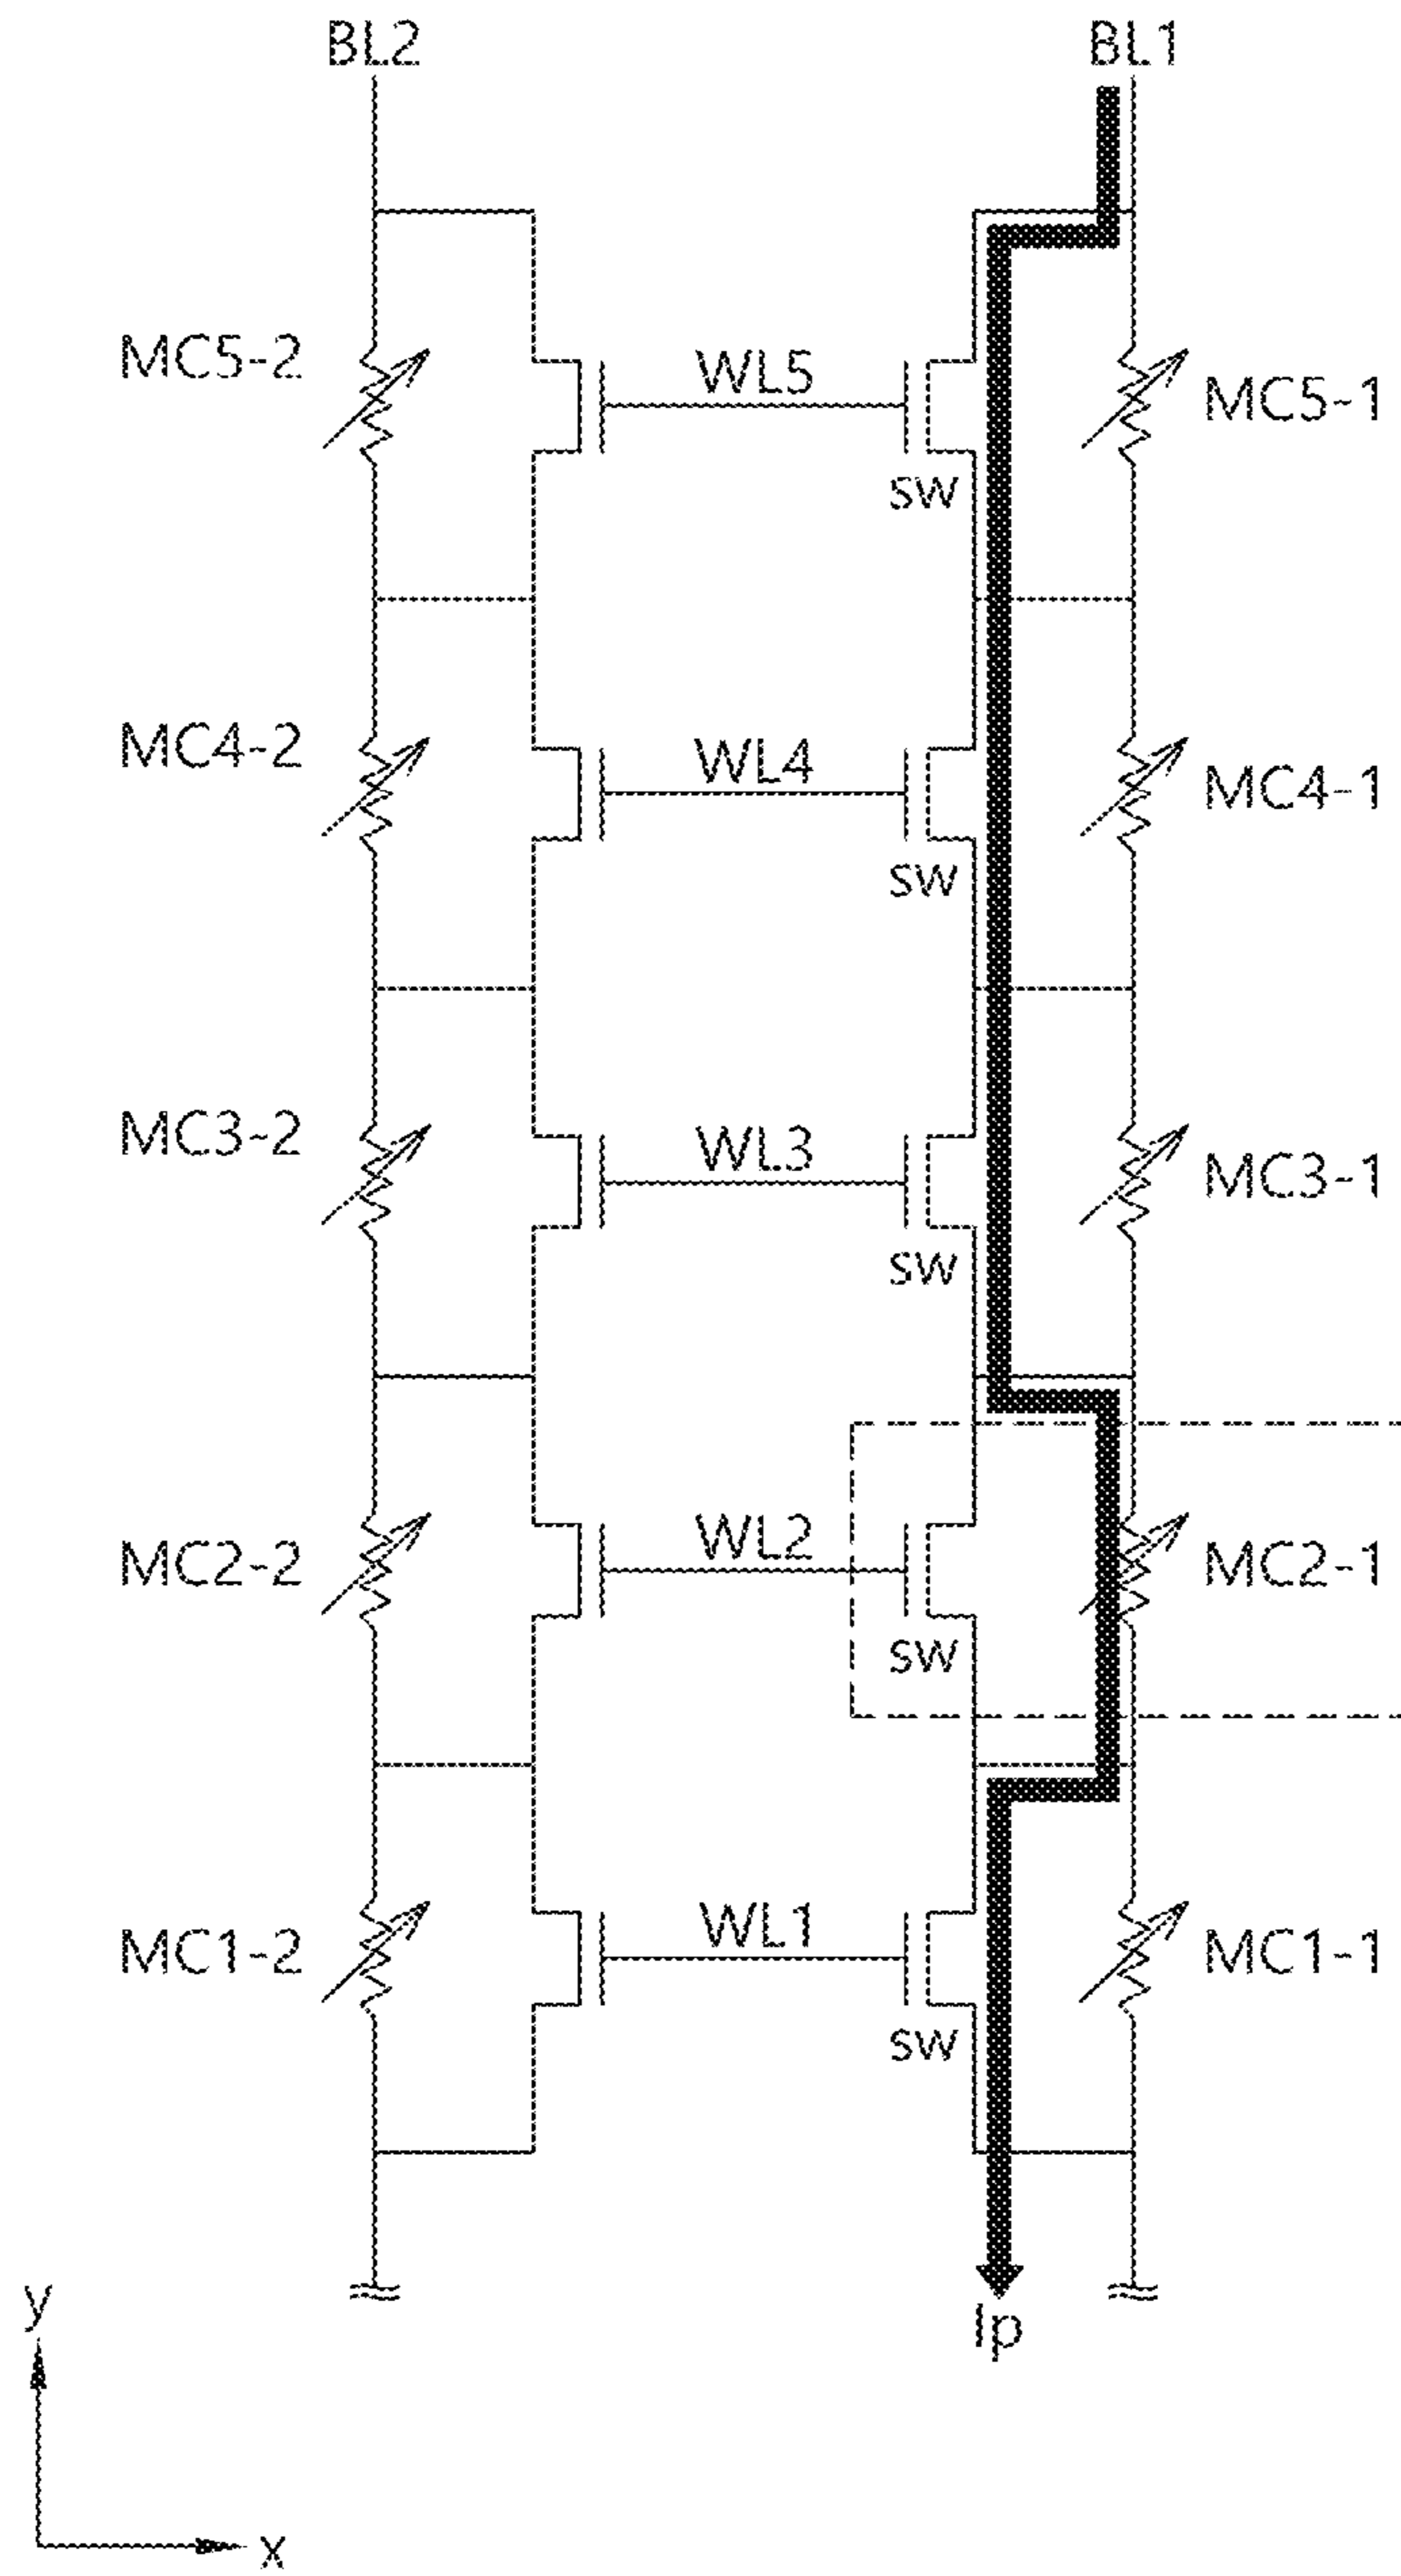 BL2 BL1
MC5-2 WL5 MC5-1
SW
MC4-2 WL4 MC4-1
SW
MC3-2 WL3 MC3-1
SW
MC2-2 WL2 MC2-1
SW
MC1-2 WL1 MC1-1
SW
y
Ip
x